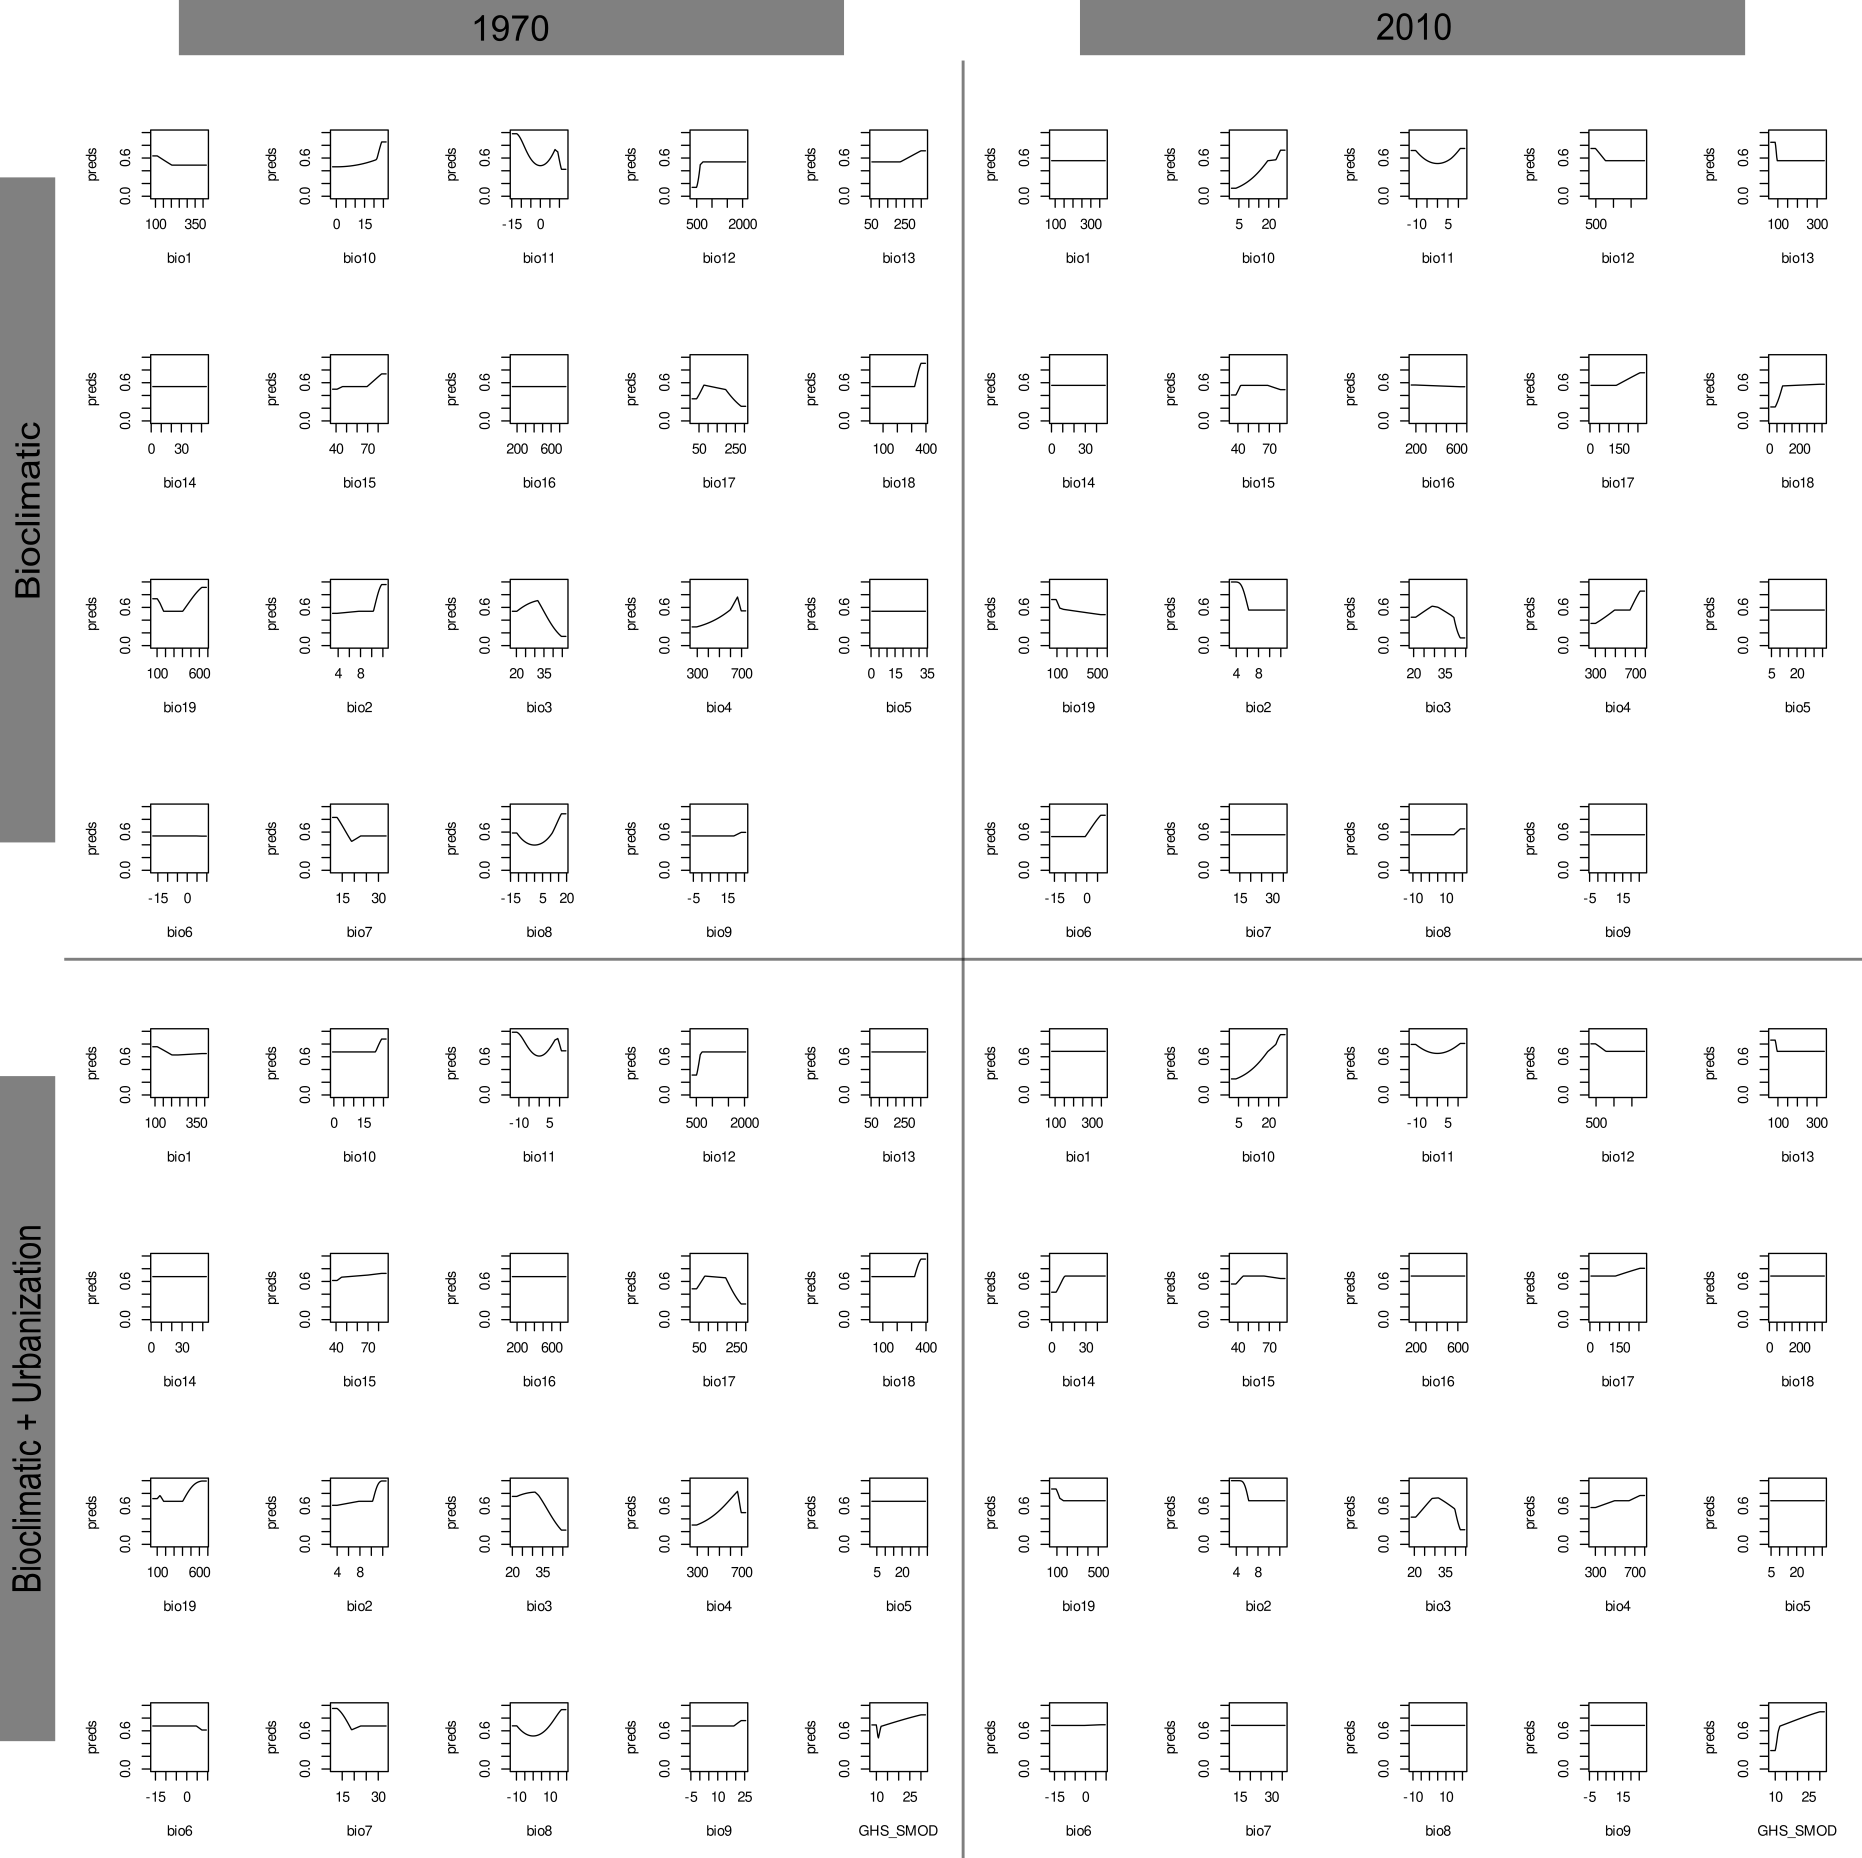 1970
2010
Bioclimatic
Bioclimatic + Urbanization
preds 0.0 0.6 preds 0.0 0.6 preds 0.0 0.6 preds 0.0 0.6 preds 0.0 0.6
100 350 0 15 -15 0 500 2000 50 250
bio1 bio10 bio11 bio12 bio13
preds 0.0 0.6 preds 0.0 0.6 preds 0.0 0.6 preds 0.0 0.6 preds 0.0 0.6
0 30 40 70 200 600 50 250 100 400
bio14 bio15 bio16 bio17 bio18
preds 0.0 0.6 preds 0.0 0.6 preds 0.0 0.6 preds 0.0 0.6 preds 0.0 0.6
100 600 4 8 20 35 300 700 0 15 35
bio19 bio2 bio3 bio4 bio5
preds 0.0 0.6 preds 0.0 0.6 preds 0.0 0.6 preds 0.0 0.6
-15 0 15 30 -15 5 20 -5 15
bio6 bio7 bio8 bio9
preds 0.0 0.6 preds 0.0 0.6 preds 0.0 0.6 preds 0.0 0.6 preds 0.0 0.6
100 300 5 20 -10 5 500 100 300
bio1 bio10 bio11 bio12 bio13
preds 0.0 0.6 preds 0.0 0.6 preds 0.0 0.6 preds 0.0 0.6 preds 0.0 0.6
0 30 40 70 200 600 0 150 0 200
bio14 bio15 bio16 bio17 bio18
preds 0.0 0.6 preds 0.0 0.6 preds 0.0 0.6 preds 0.0 0.6 preds 0.0 0.6
100 500 4 8 20 35 300 700 5 20
bio19 bio2 bio3 bio4 bio5
preds 0.0 0.6 preds 0.0 0.6 preds 0.0 0.6 preds 0.0 0.6
-15 0 15 30 -10 10 -5 15
bio6 bio7 bio8 bio9
preds 0.0 0.6 preds 0.0 0.6 preds 0.0 0.6 preds 0.0 0.6 preds 0.0 0.6
100 350 0 15 -10 5 500 2000 50 250
bio1 bio10 bio11 bio12 bio13
preds 0.0 0.6 preds 0.0 0.6 preds 0.0 0.6 preds 0.0 0.6 preds 0.0 0.6
0 30 40 70 200 600 50 250 100 400
bio14 bio15 bio16 bio17 bio18
preds 0.0 0.6 preds 0.0 0.6 preds 0.0 0.6 preds 0.0 0.6 preds 0.0 0.6
100 600 4 8 20 35 300 700 5 20
bio19 bio2 bio3 bio4 bio5
preds 0.0 0.6 preds 0.0 0.6 preds 0.0 0.6 preds 0.0 0.6 preds 0.0 0.6
-15 0 15 30 -10 10 -5 10 25 10 25
bio6 bio7 bio8 bio9 GHS_SMOD
preds 0.0 0.6 preds 0.0 0.6 preds 0.0 0.6 preds 0.0 0.6 preds 0.0 0.6
100 300 5 20 -10 5 500 100 300
bio1 bio10 bio11 bio12 bio13
preds 0.0 0.6 preds 0.0 0.6 preds 0.0 0.6 preds 0.0 0.6 preds 0.0 0.6
0 30 40 70 200 600 0 150 0 200
bio14 bio15 bio16 bio17 bio18
preds 0.0 0.6 preds 0.0 0.6 preds 0.0 0.6 preds 0.0 0.6 preds 0.0 0.6
100 500 4 8 20 35 300 700 5 20
bio19 bio2 bio3 bio4 bio5
preds 0.0 0.6 preds 0.0 0.6 preds 0.0 0.6 preds 0.0 0.6 preds 0.0 0.6
-15 0 15 30 -10 10 -5 15 10 25
bio6 bio7 bio8 bio9 GHS_SMOD